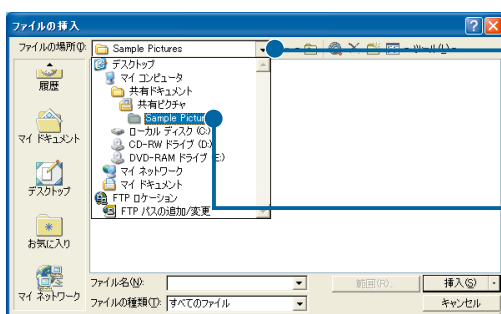 ファイルの挿入
ファイルの場所(I):
Sample Pictures
ツール(L)
デスクトップ
マイ コンピュータ
共有ドキュメント
共有ピクチャ
Sample Pictur
ローカル ディスク (C:)
CD-RW ドライブ (D:)
DVD-RAM ドライブ (E:)
マイ ネットワーク
マイ ドキュメント
FTP ロケーション
FTP パスの追加/変更
履歴
マイ ドキュメント
デスクトップ
お気に入り
マイ ネットワーク
ファイル名(N):
範囲(R)...
挿入(S)
ファイルの種類(T):
すべてのファイル
キャンセル